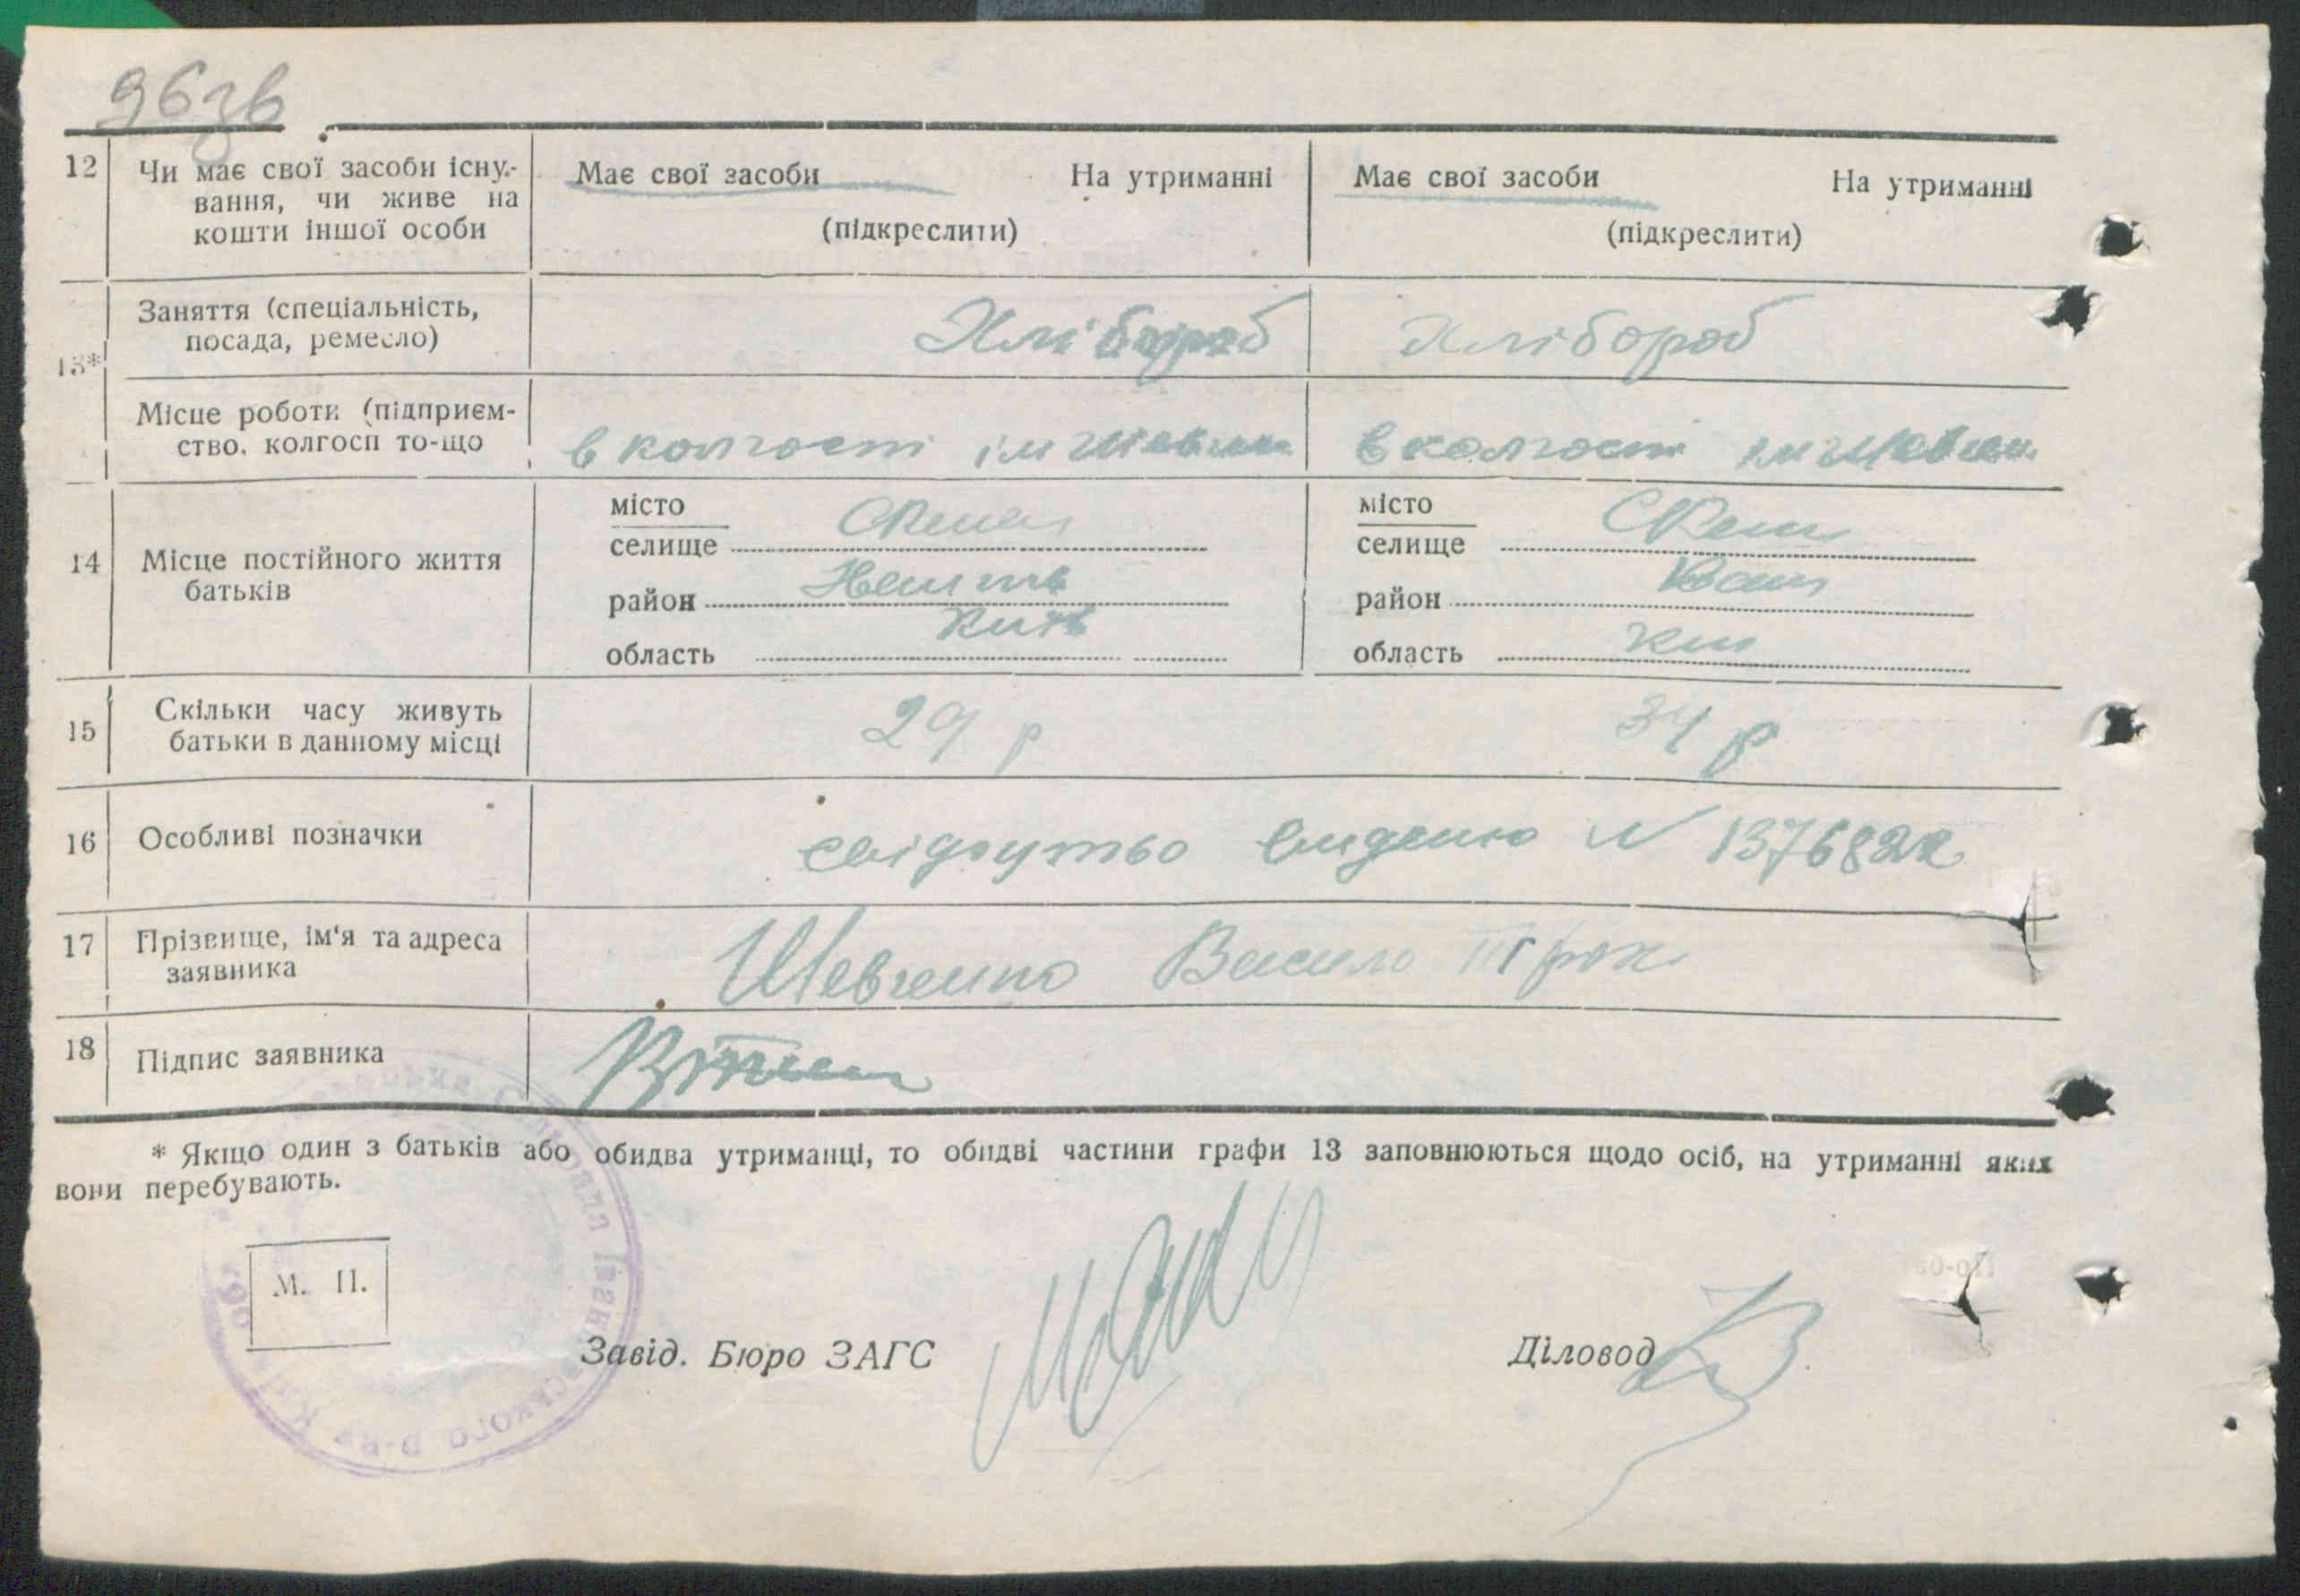 96зв
12 Чи має свої засоби існу- Має свої засоби На утриманні Має свої засоби На утриманні
вання, чи живе на
кошти іншої особи (підкреслити) (підкреслити)
13* Заняття (спеціальність, Хлібороб Хлібороб
посада, ремесло)
Місце роботи (підприєм-
ство, колгосп то-що в колгоспі ім в колгоспі ім
14 Місце постійного життя
батьків
місто місто
селище селище
район район
область область
15 Скільки часу живуть 29 р 34 р
батьки в данному місці
16 Особливі позначки свідоцтво видано N
17 Прізвище, ім'я та адреса Шевченко Василь
заявника
18 Підпис заявника
* Якщо один з батьків або обидва утриманці, то обидві частини графи 13 заповнюються щодо осіб, на утриманні яких
вони перебувають.
М. П.
Завід. Бюро ЗАГС Діловод